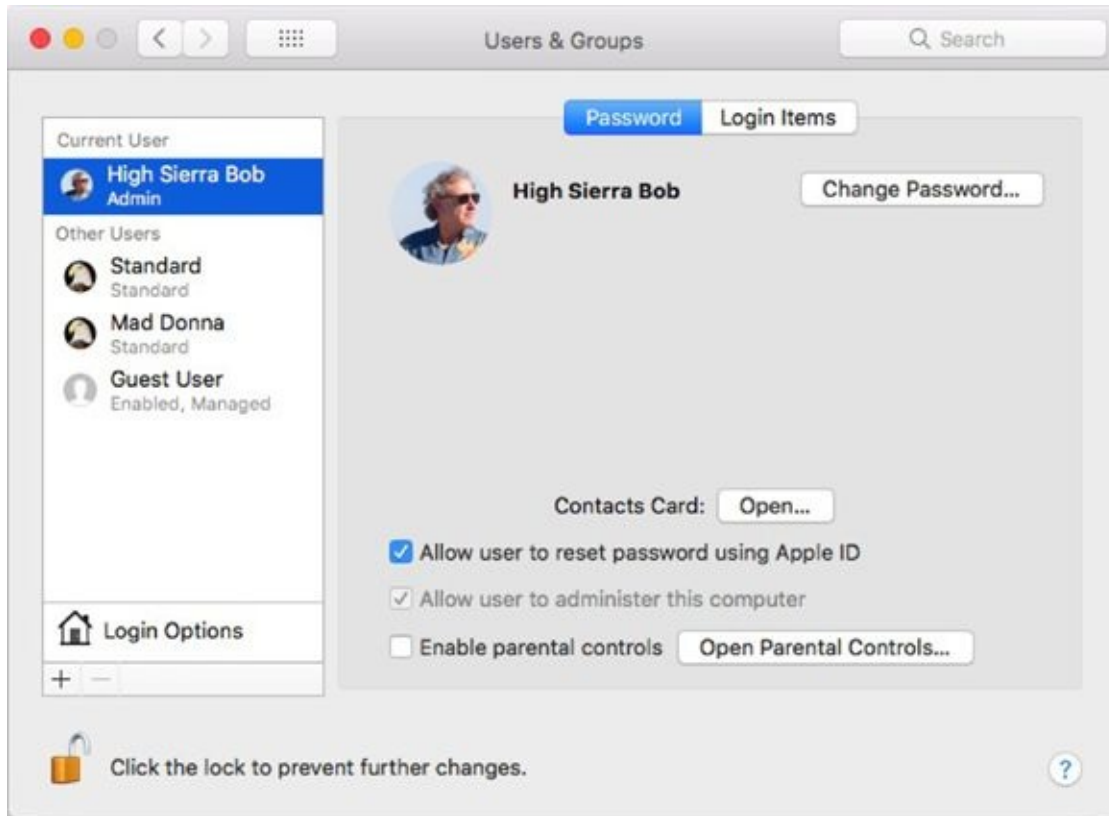 Users & Groups
Search
Password
Login Items
Current User
High Sierra Bob
Admin
Other Users
Standard
Standard
Mad Donna
Standard
Guest User
Enabled, Managed
Login Options
+ −
High Sierra Bob
Change Password...
Contacts Card:
Open...
Allow user to reset password using Apple ID
Allow user to administer this computer
Enable parental controls
Open Parental Controls...
Click the lock to prevent further changes.
?